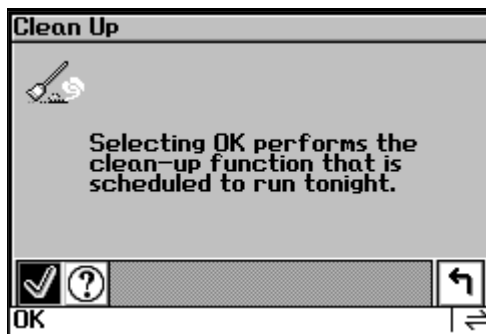 Clean Up
Selecting OK performs the
clean-up function that is
scheduled to run tonight.
?
OK